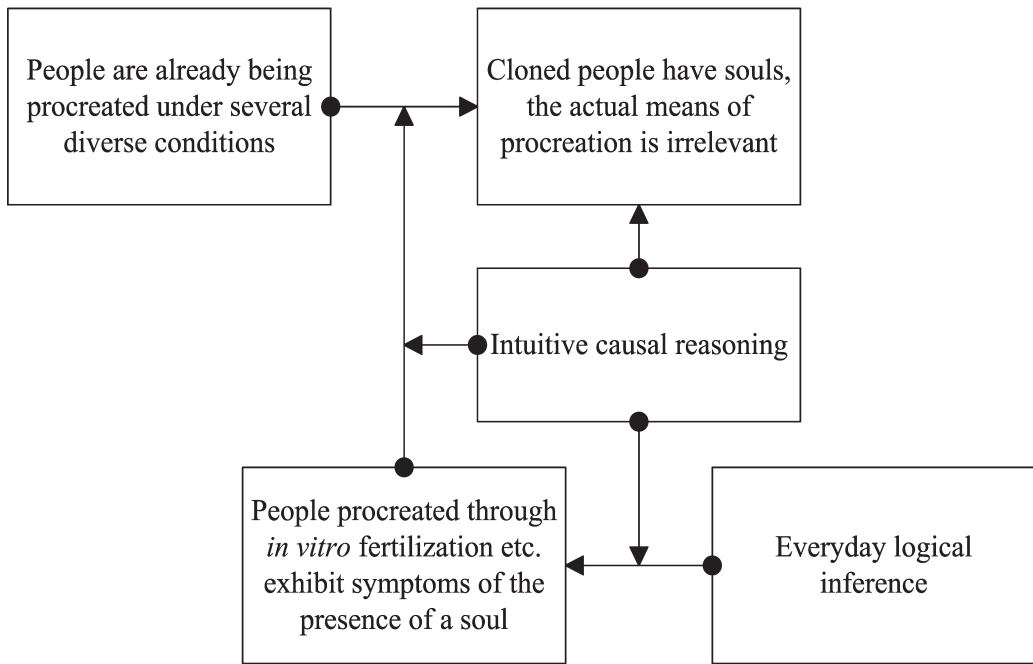 People are already being
procreated under several
diverse conditions
Cloned people have souls,
the actual means of
procreation is irrelevant
Intuitive causal reasoning
People procreated through
in vitro fertilization etc.
exhibit symptoms of the
presence of a soul
Everyday logical
inference